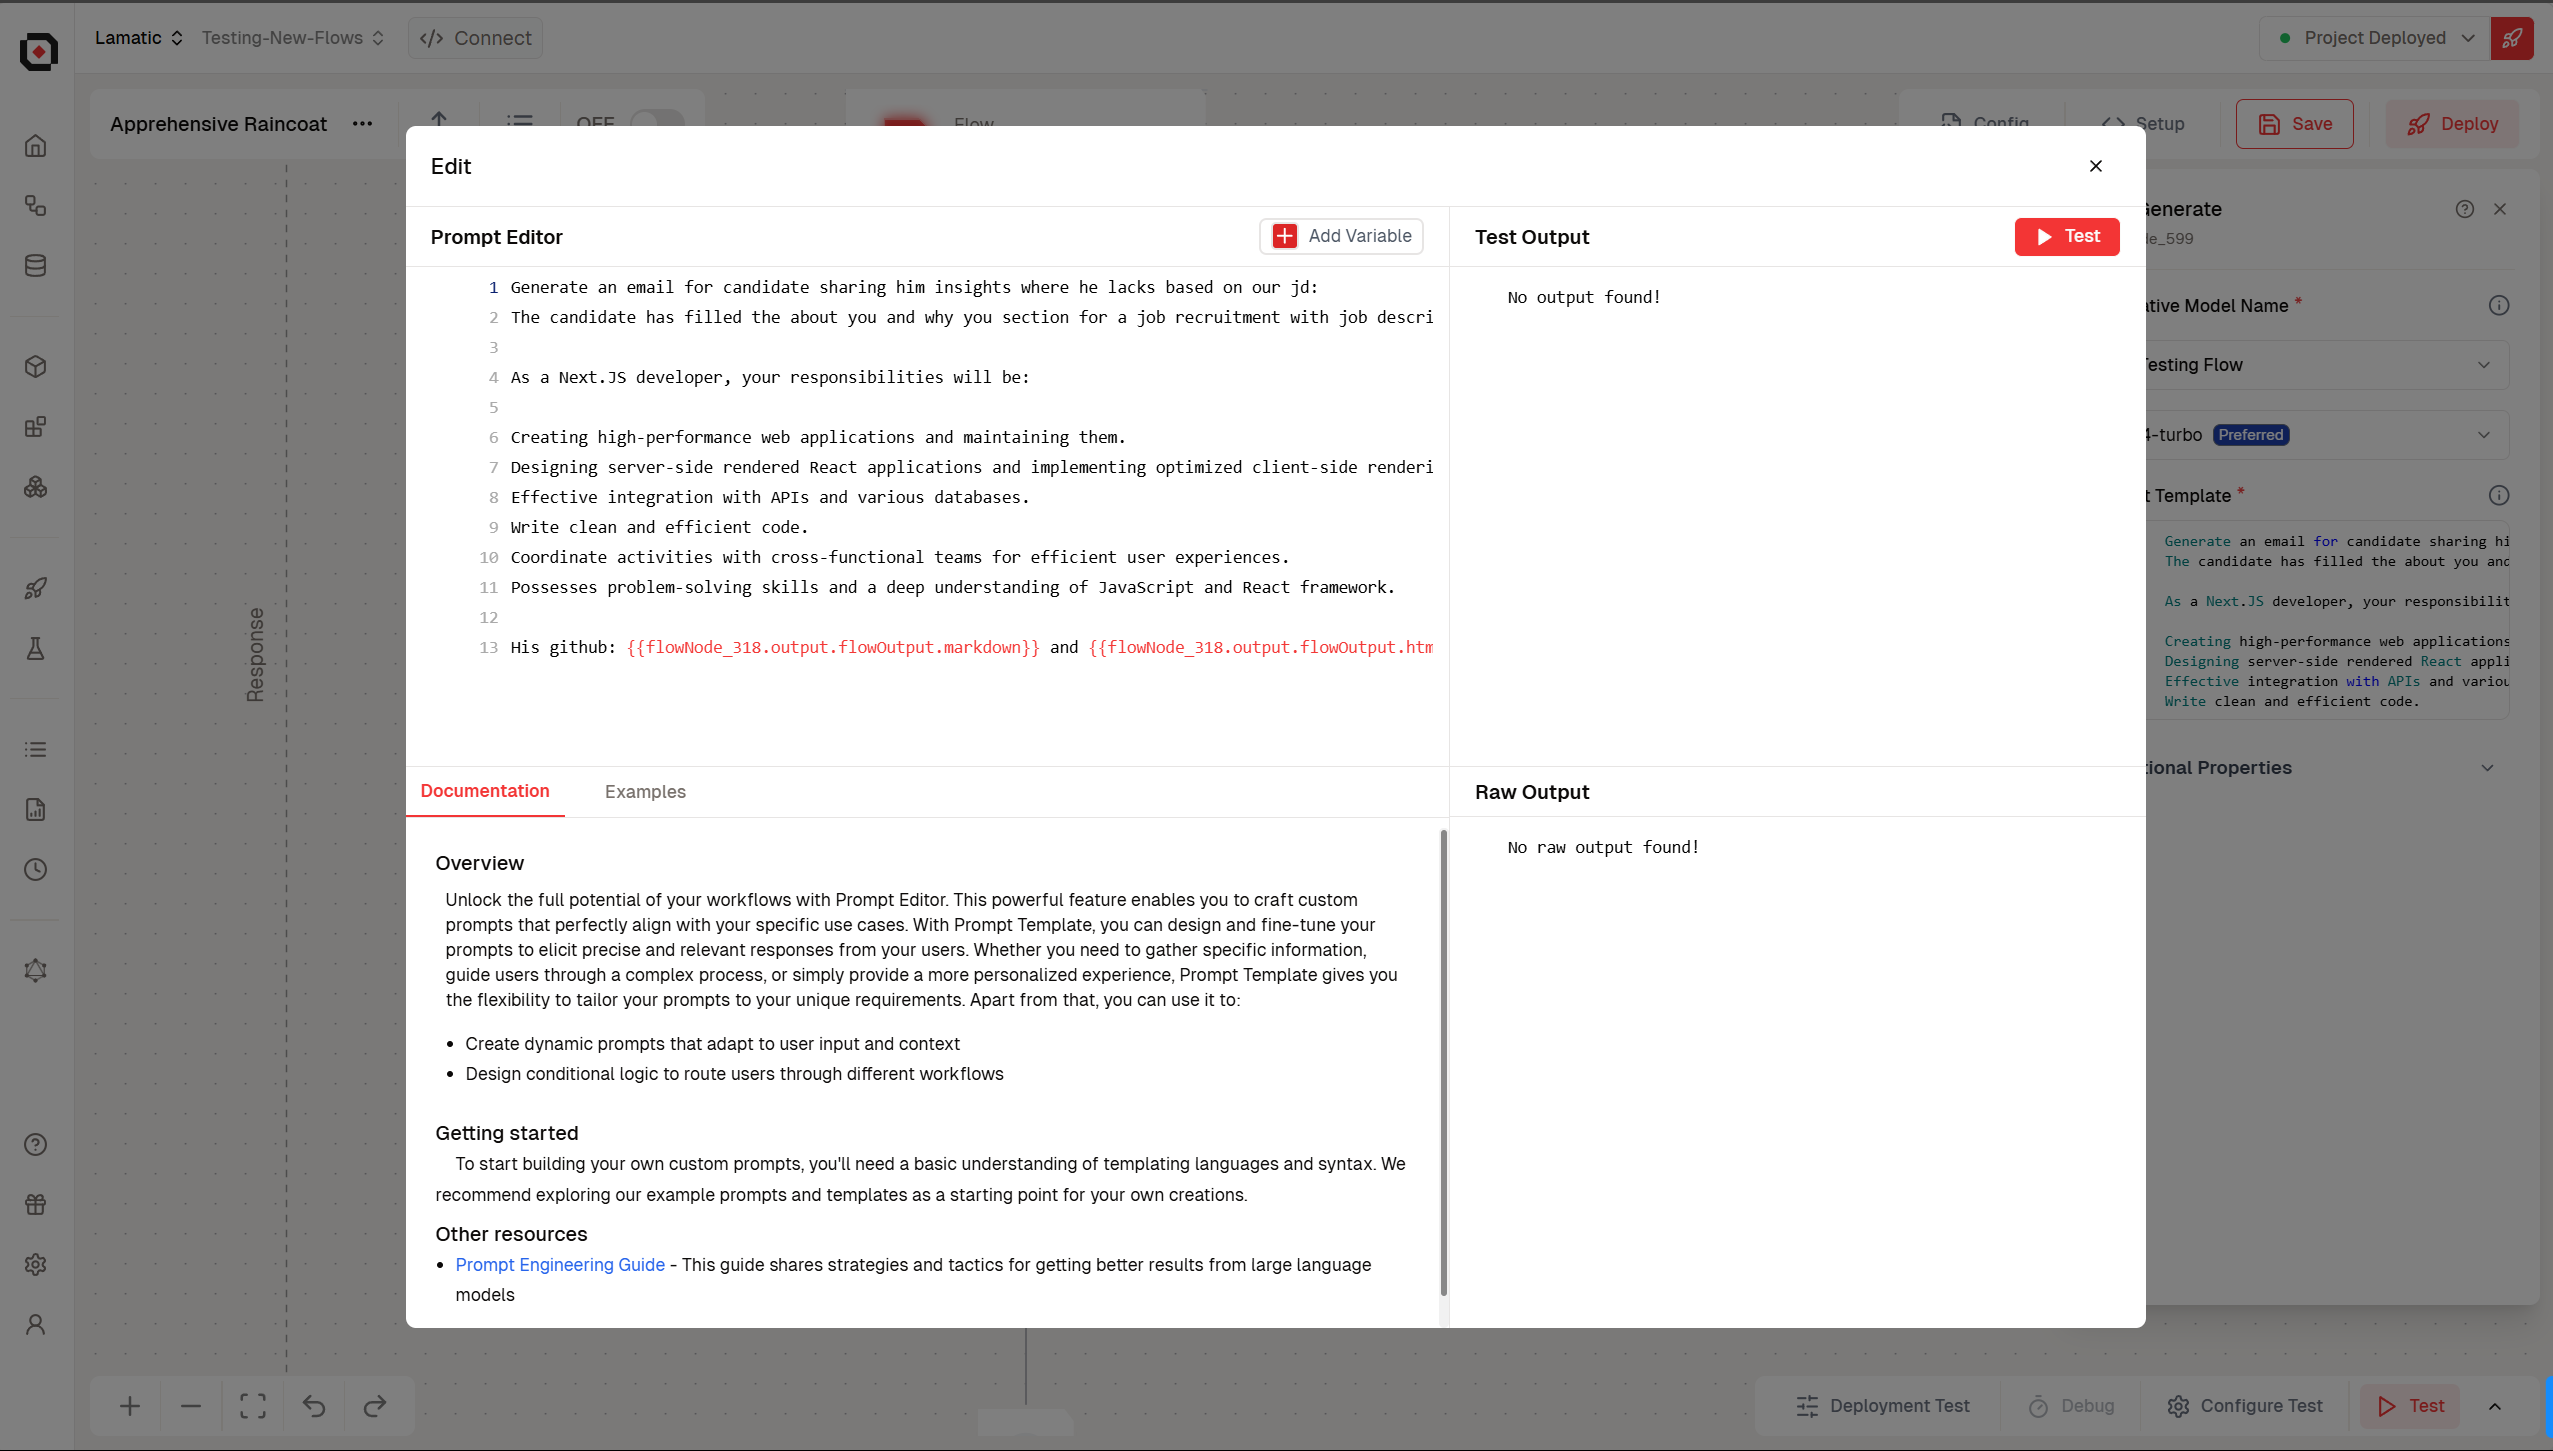 Lamatic
Testing-New-Flows
</> Connect
Project Deployed
Apprehensive Raincoat
OFF
Flow
Config
Setup
Save
Deploy
Edit
Prompt Editor
Add Variable
Test Output
Test
1 Generate an email for candidate sharing him insights where he lacks based on our jd:
2 The candidate has filled the about you and why you section for a job recruitment with job descri
3
4 As a Next.JS developer, your responsibilities will be:
5
6 Creating high-performance web applications and maintaining them.
7 Designing server-side rendered React applications and implementing optimized client-side renderi
8 Effective integration with APIs and various databases.
9 Write clean and efficient code.
10 Coordinate activities with cross-functional teams for efficient user experiences.
11 Possesses problem-solving skills and a deep understanding of JavaScript and React framework.
12
13 His github: {{flowNode_318.output.flowOutput.markdown}} and {{flowNode_318.output.flowOutput.htm
No output found!
Response
Documentation
Examples
Overview
Unlock the full potential of your workflows with Prompt Editor. This powerful feature enables you to craft custom
prompts that perfectly align with your specific use cases. With Prompt Template, you can design and fine-tune your
prompts to elicit precise and relevant responses from your users. Whether you need to gather specific information,
guide users through a complex process, or simply provide a more personalized experience, Prompt Template gives you
the flexibility to tailor your prompts to your unique requirements. Apart from that, you can use it to:
• Create dynamic prompts that adapt to user input and context
• Design conditional logic to route users through different workflows
Getting started
To start building your own custom prompts, you'll need a basic understanding of templating languages and syntax. We
recommend exploring our example prompts and templates as a starting point for your own creations.
Other resources
• Prompt Engineering Guide - This guide shares strategies and tactics for getting better results from large language
models
Raw Output
No raw output found!
Generate
de_599
ative Model Name *
Testing Flow
4-turbo Preferred
t Template *
Generate an email for candidate sharing hi
The candidate has filled the about you and
As a Next.JS developer, your responsibilit
Creating high-performance web applications
Designing server-side rendered React appli
Effective integration with APIs and variou
Write clean and efficient code.
tional Properties
Deployment Test
Debug
Configure Test
Test